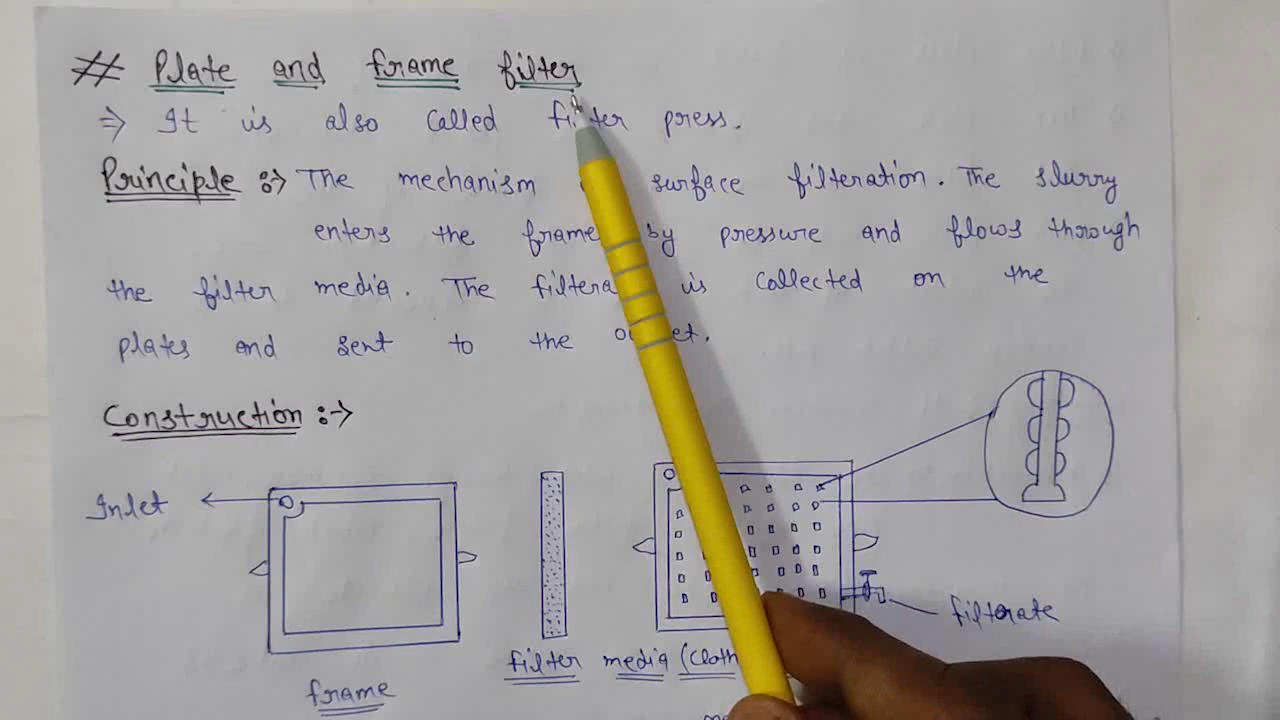 # Plate and frame filter
⇒ It is also called filter press.
Principle :→ The mechanism surface filteration. The slurry
enters the frame by pressure and flows through
the filter media. The is collected on the
plates and sent to the
Construction :→
Inlet
filterate
filter media (Cloth
frame